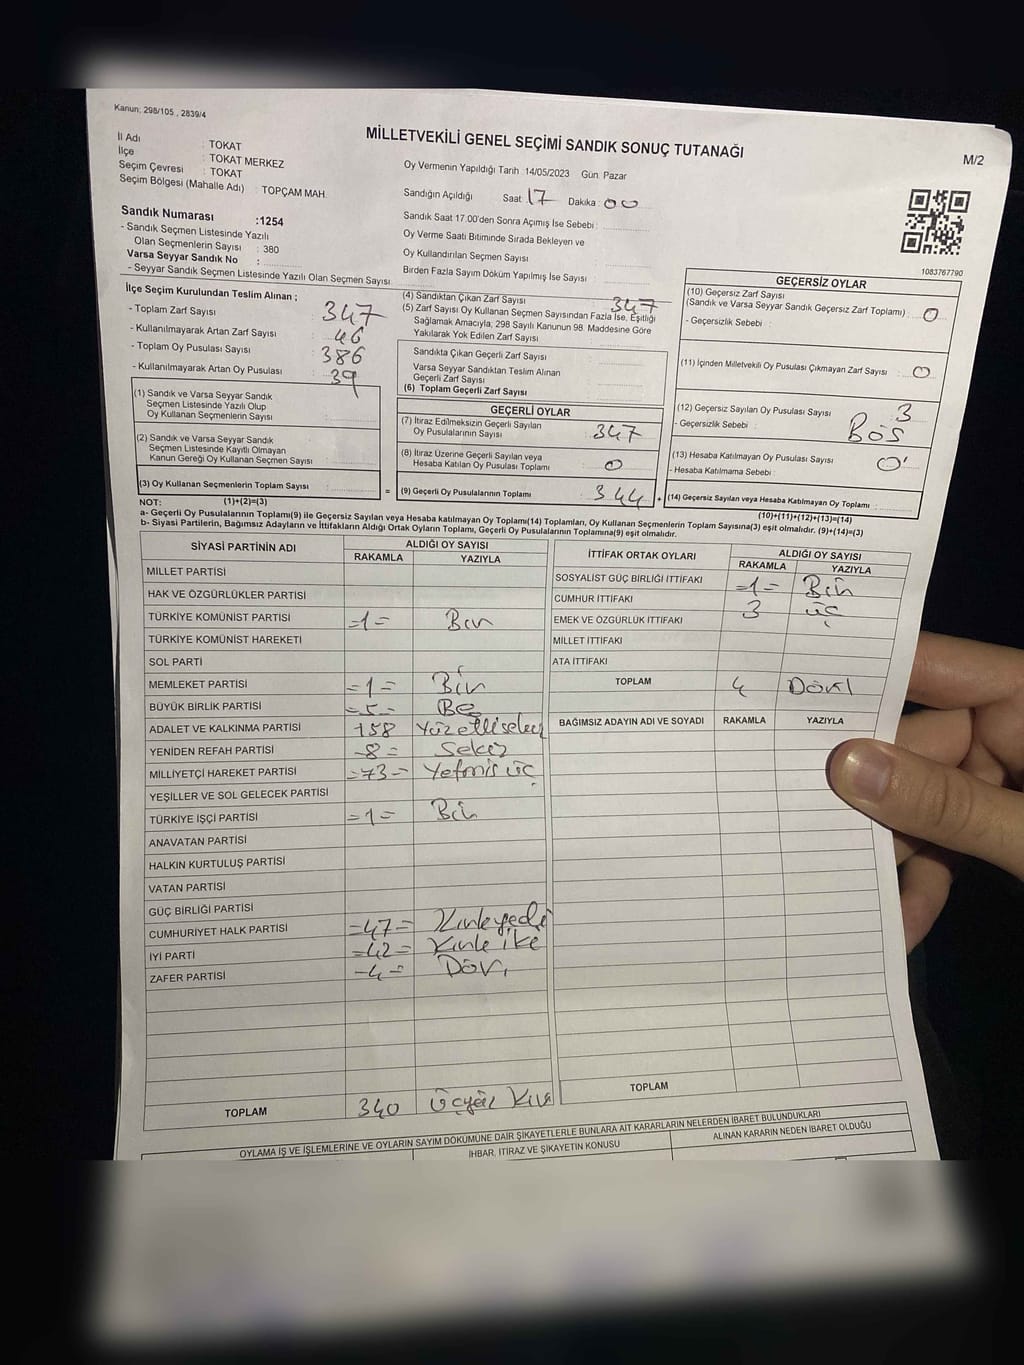 Kanun: 298/105 , 2839/4
MİLLETVEKİLİ GENEL SEÇİMİ SANDIK SONUÇ TUTANAĞI
M/2
İl Adı : TOKAT
İlçe : TOKAT MERKEZ
Seçim Çevresi : TOKAT
Seçim Bölgesi (Mahalle Adı) : TOPÇAM MAH.
Sandık Numarası :1254
- Sandık Seçmen Listesinde Yazılı
Olan Seçmenlerin Sayısı : 380
Varsa Seyyar Sandık No :
- Seyyar Sandık Seçmen Listesinde Yazılı Olan Seçmen Sayısı
Oy Vermenin Yapıldığı Tarih :14/05/2023 Gün: Pazar
Sandığın Açıldığı Saat: 17 Dakika: 00
Sandık Saat 17.00'den Sonra Açımış İse Sebebi :
Oy Verme Saati Bitiminde Sırada Bekleyen ve
Oy Kullandırılan Seçmen Sayısı
Birden Fazla Sayım Döküm Yapılmış İse Sayısı
1083767790
İlçe Seçim Kurulundan Teslim Alınan ;
- Toplam Zarf Sayısı : 347
- Kullanılmayarak Artan Zarf Sayısı : 46
- Toplam Oy Pusulası Sayısı : 386
- Kullanılmayarak Artan Oy Pusulası : 39
(1) Sandık ve Varsa Seyyar Sandık
Seçmen Listesinde Yazılı Olup
Oy Kullanan Seçmenlerin Sayısı
(2) Sandık ve Varsa Seyyar Sandık
Seçmen Listesinde Kayıtlı Olmayan
Kanun Gereği Oy Kullanan Seçmen Sayısı
(3) Oy Kullanan Seçmenlerin Toplam Sayısı
(1)+(2)=(3)
(4) Sandıktan Çıkan Zarf Sayısı 347
(5) Zarf Sayısı Oy Kullanan Seçmen Sayısından Fazla İse, Eşitliği
Sağlamak Amacıyla, 298 Sayılı Kanunun 98. Maddesine Göre
Yakılarak Yok Edilen Zarf Sayısı
Sandıkta Çıkan Geçerli Zarf Sayısı
Varsa Seyyar Sandıktan Teslim Alınan
Geçerli Zarf Sayısı
(6) Toplam Geçerli Zarf Sayısı
GEÇERLİ OYLAR
(7) İtiraz Edilmeksizin Geçerli Sayılan
Oy Pusulalarının Sayısı 347
(8) İtiraz Üzerine Geçerli Sayılan veya
Hesaba Katılan Oy Pusulası Toplamı 0
= (9) Geçerli Oy Pusulalarının Toplamı 344 +
GEÇERSİZ OYLAR
(10) Geçersiz Zarf Sayısı
(Sandık ve Varsa Seyyar Sandık Geçersiz Zarf Toplamı) : 0
- Geçersizlik Sebebi :
(11) İçinden Milletvekili Oy Pusulası Çıkmayan Zarf Sayısı : 0
(12) Geçersiz Sayılan Oy Pusulası Sayısı : 3
- Geçersizlik Sebebi : BOŞ
(13) Hesaba Katılmayan Oy Pusulası Sayısı : 0
- Hesaba Katılmama Sebebi :
(14) Geçersiz Sayılan veya Hesaba Katılmayan Oy Toplamı :
(10)+(11)+(12)+(13)=(14)
NOT:
a- Geçerli Oy Pusulalarının Toplamı(9) ile Geçersiz Sayılan veya Hesaba katılmayan Oy Toplamı(14) Toplamları, Oy Kullanan Seçmenlerin Toplam Sayısına(3) eşit olmalıdır. (9)+(14)=(3)
b- Siyasi Partilerin, Bağımsız Adayların ve İttifakların Aldığı Oyların Toplamı, Geçerli Oy Pusulalarının Toplamına(9) eşit olmalıdır.
SİYASİ PARTİNİN ADI ALDIĞI OY SAYISI
RAKAMLA YAZIYLA
MİLLET PARTİSİ
HAK VE ÖZGÜRLÜKLER PARTİSİ
TÜRKİYE KOMÜNİST PARTİSİ =1= Bir
TÜRKİYE KOMÜNİST HAREKETİ
SOL PARTİ
MEMLEKET PARTİSİ =1= Bir
BÜYÜK BİRLİK PARTİSİ =5= Beş
ADALET VE KALKINMA PARTİSİ 158 Yüzellisekiz
YENİDEN REFAH PARTİSİ =8= Sekiz
MİLLİYETÇİ HAREKET PARTİSİ =73= Yetmiş üç
YEŞİLLER VE SOL GELECEK PARTİSİ
TÜRKİYE İŞÇİ PARTİSİ =1= Bir
ANAVATAN PARTİSİ
HALKIN KURTULUŞ PARTİSİ
VATAN PARTİSİ
GÜÇ BİRLİĞİ PARTİSİ
CUMHURİYET HALK PARTİSİ =47= Kırkyedi
İYİ PARTİ =42= Kırk iki
ZAFER PARTİSİ =4= Dört
TOPLAM 340 Üçyüz Kırk
İTTİFAK ORTAK OYLARI ALDIĞI OY SAYISI
RAKAMLA YAZIYLA
SOSYALİST GÜÇ BİRLİĞİ İTTİFAKI =1= Bir
CUMHUR İTTİFAKI 3 üç
EMEK VE ÖZGÜRLÜK İTTİFAKI
MİLLET İTTİFAKI
ATA İTTİFAKI
TOPLAM 4 Dört
BAĞIMSIZ ADAYIN ADI VE SOYADI RAKAMLA YAZIYLA
TOPLAM
OYLAMA İŞ VE İŞLEMLERİNE VE OYLARIN SAYIM DÖKÜMÜNE DAİR ŞİKAYETLERLE BUNLARA AİT KARARLARIN NELERDEN İBARET BULUNDUKLARI
İHBAR, İTİRAZ VE ŞİKAYETİN KONUSU
ALINAN KARARIN NEDEN İBARET OLDUĞU